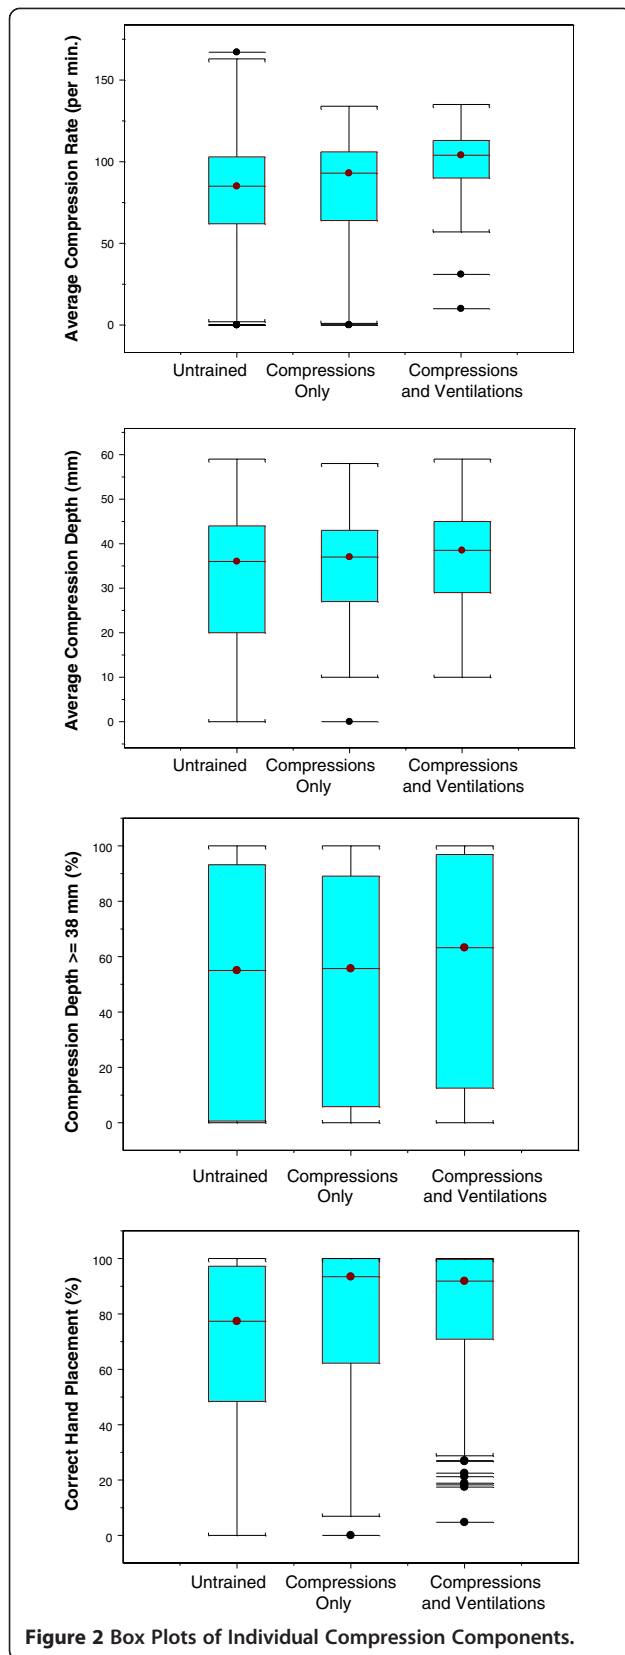 Average Compression Rate (per min.)
150
100
50
0
Untrained
Compressions
Only
Compressions
and Ventilations
Average Compression Depth (mm)
60
50
40
30
20
10
0
Untrained
Compressions
Only
Compressions
and Ventilations
Compression Depth >= 38 mm (%)
100
80
60
40
20
0
Untrained
Compressions
Only
Compressions
and Ventilations
Correct Hand Placement (%)
100
80
60
40
20
0
Untrained
Compressions
Only
Compressions
and Ventilations
Figure 2 Box Plots of Individual Compression Components.